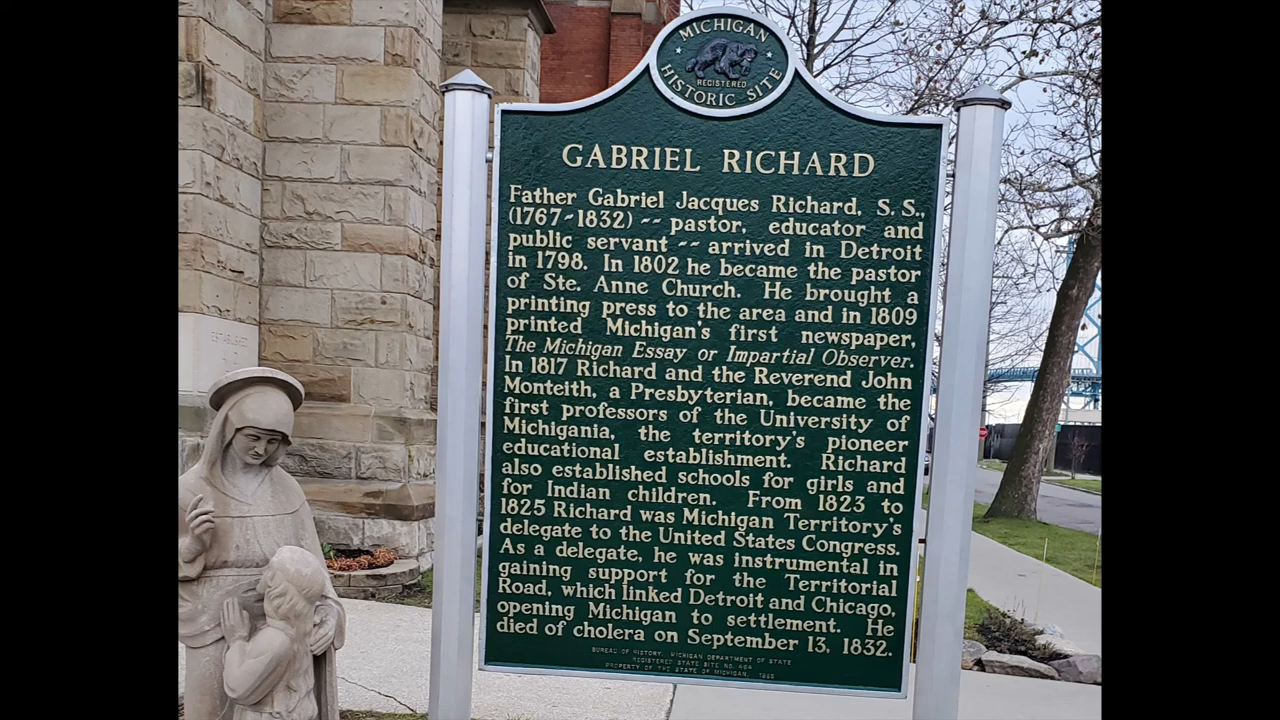 MICHIGAN
REGISTERED
HISTORIC SITE
GABRIEL RICHARD
Father Gabriel Jacques Richard, S. S.,
(1767-1832) -- pastor, educator and
public servant -- arrived in Detroit
in 1798. In 1802 he became the pastor
of Ste. Anne Church. He brought a
printing press to the area and in 1809
printed Michigan's first newspaper,
The Michigan Essay or Impartial Observer.
In 1817 Richard and the Reverend John
Monteith, a Presbyterian, became the
first professors of the University of
Michigania, the territory's pioneer
educational establishment. Richard
also established schools for girls and
for Indian children. From 1823 to
1825 Richard was Michigan Territory's
delegate to the United States Congress.
As a delegate, he was instrumental in
gaining support for the Territorial
Road, which linked Detroit and Chicago,
opening Michigan to settlement. He
died of cholera on September 13, 1832.
BUREAU OF HISTORY, MICHIGAN DEPARTMENT OF STATE
REGISTERED STATE SITE NO.
PROPERTY OF THE STATE OF MICHIGAN,
ESTABLISHED